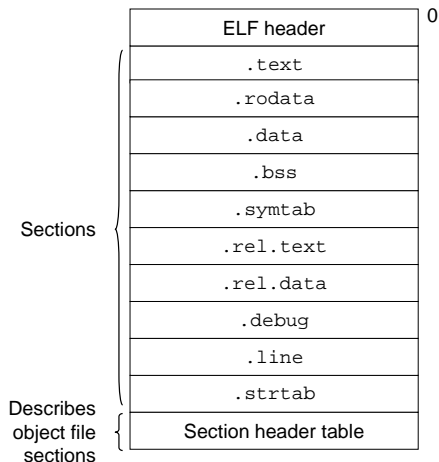 0
ELF header
.text
.rodata
.data
.bss
.symtab
.rel.text
.rel.data
.debug
.line
.strtab
Section header table
Sections
Describes
object file
sections